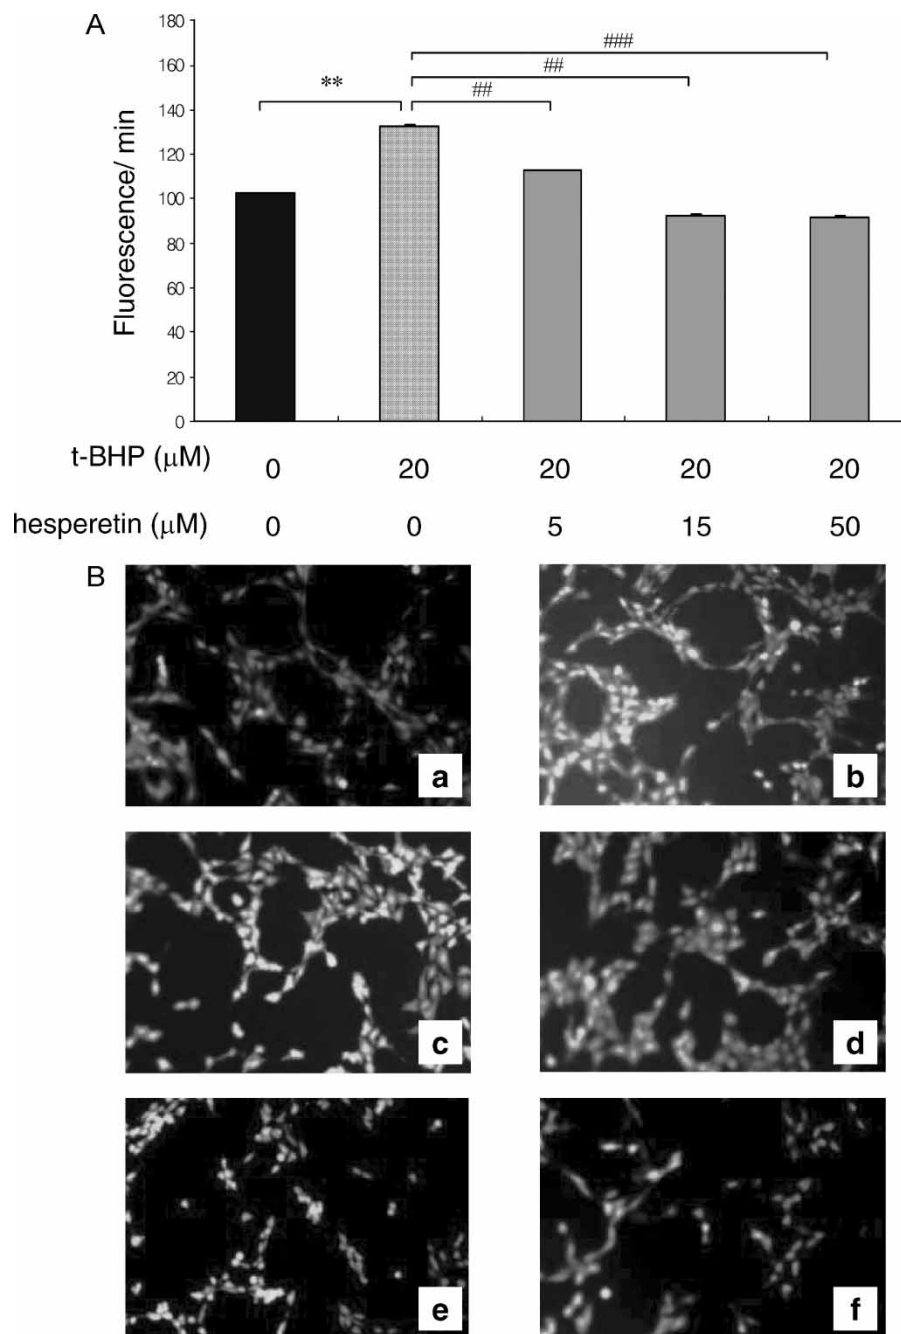 A
180
160
140
120
100
80
60
40
20
0
Fluorescence/ min
**
##
##
###
t-BHP (μM) 0 20 20 20 20
hesperetin (μM) 0 0 5 15 50
B
a
b
c
d
e
f